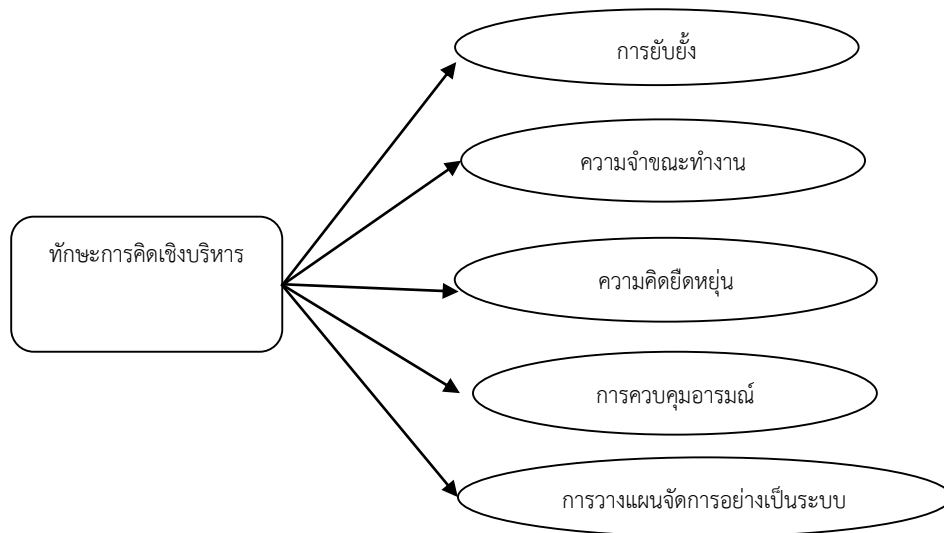 การยับยั้ง
ความจำขณะทำงาน
ทักษะการคิดเชิงบริหาร
ความคิดยืดหยุ่น
การควบคุมอารมณ์
การวางแผนจัดการอย่างเป็นระบบ